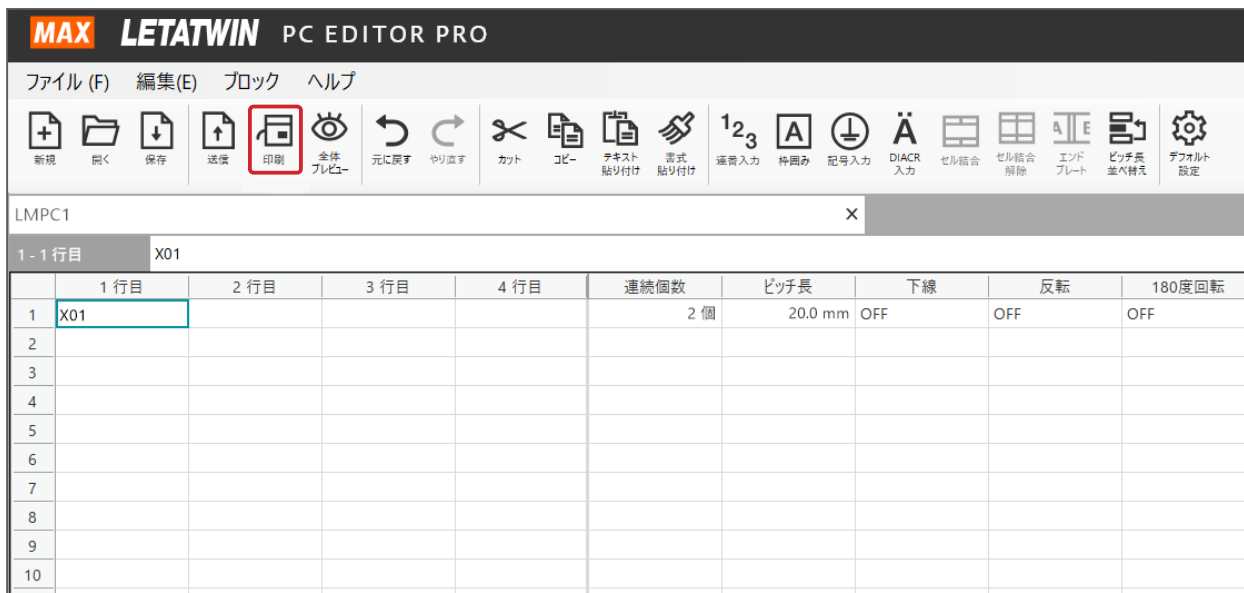 MAX LETATWIN PC EDITOR PRO
ファイル (F) 編集(E) ブロック ヘルプ
新規 開く 保存 送信 印刷 全体プレビュー 元に戻す やり直す カット コピー テキスト貼り付け 書式貼り付け 連番入力 枠囲み 記号入力 DIACR入力 セル結合 セル結合解除 エンドプレート ピッチ長並べ替え デフォルト設定
LMPC1 ×
1 - 1 行目 X01
1 行目 2 行目 3 行目 4 行目 連続個数 ピッチ長 下線 反転 180度回転
1 X01 2 個 20.0 mm OFF OFF OFF
2
3
4
5
6
7
8
9
10